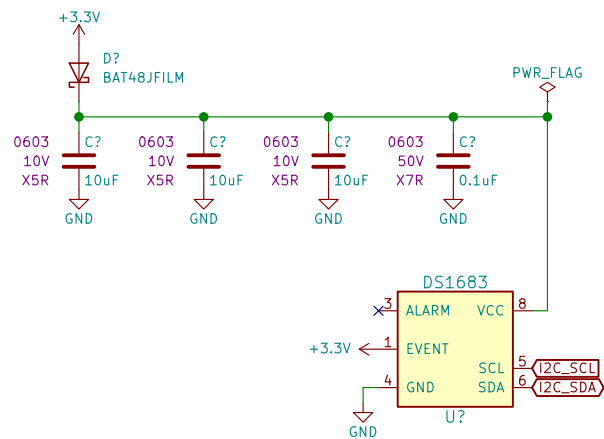 +3.3V
D?
BAT48JFILM
PWR_FLAG
0603 C?
10V
X5R 10uF
GND
0603 C?
10V
X5R 10uF
GND
0603 C?
10V
X5R 10uF
GND
0603 C?
50V
X7R 0.1uF
GND
DS1683
3 ALARM VCC 8
+3.3V 1 EVENT
SCL 5 I2C_SCL
4 GND SDA 6 I2C_SDA
GND
U?